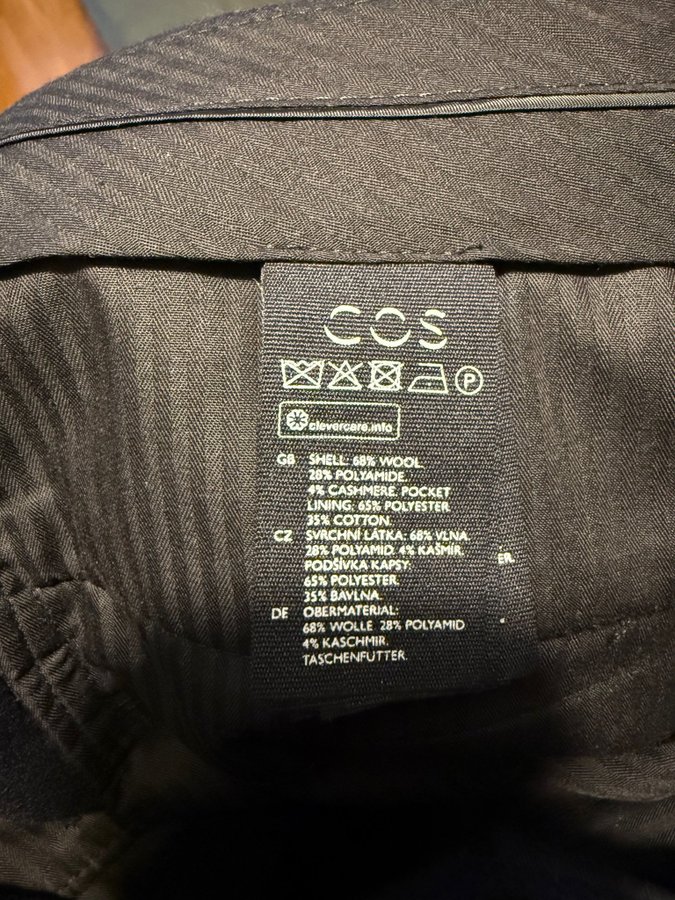 COS
P
clevercare.info
GB SHELL: 68% WOOL.
28% POLYAMIDE.
4% CASHMERE. POCKET
LINING: 65% POLYESTER.
35% COTTON.
CZ SVRCHNÍ LÁTKA: 68% VLNA.
28% POLYAMID. 4% KAŠMÍR.
PODŠÍVKA KAPSY:
65% POLYESTER.
35% BAVLNA.
DE OBERMATERIAL:
68% WOLLE. 28% POLYAMID
4% KASCHMIR.
TASCHENFUTTER.
ER.